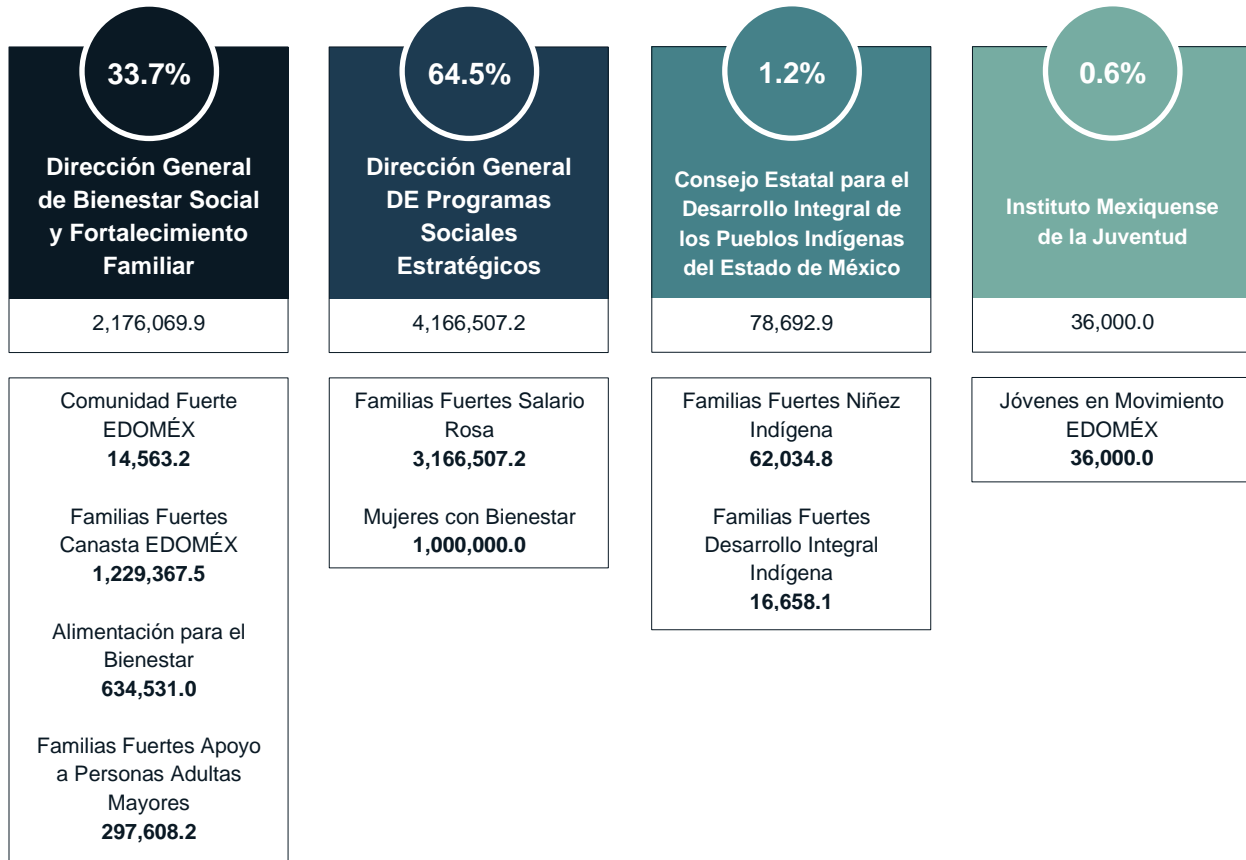 33.7%
Dirección General
de Bienestar Social
y Fortalecimiento
Familiar
2,176,069.9
Comunidad Fuerte
EDOMÉX
14,563.2
Familias Fuertes
Canasta EDOMÉX
1,229,367.5
Alimentación para el
Bienestar
634,531.0
Familias Fuertes Apoyo
a Personas Adultas
Mayores
297,608.2
64.5%
Dirección General
DE Programas
Sociales
Estratégicos
4,166,507.2
Familias Fuertes Salario
Rosa
3,166,507.2
Mujeres con Bienestar
1,000,000.0
1.2%
Consejo Estatal para el
Desarrollo Integral de
los Pueblos Indígenas
del Estado de México
78,692.9
Familias Fuertes Niñez
Indígena
62,034.8
Familias Fuertes
Desarrollo Integral
Indígena
16,658.1
0.6%
Instituto Mexiquense
de la Juventud
36,000.0
Jóvenes en Movimiento
EDOMÉX
36,000.0